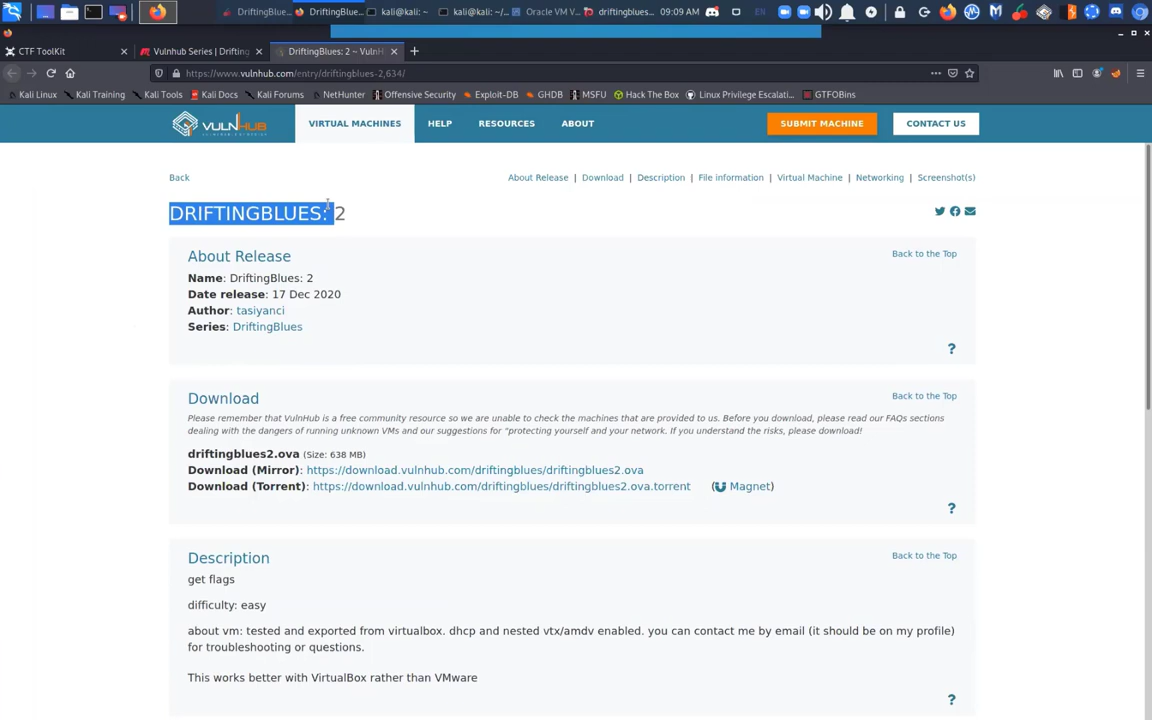 DriftingBlue...
DriftingBlue...
kali@kali: ~
kali@kali: ~/...
Oracle VM V...
driftingblues...
EN
09:09 AM
CTF ToolKit
Vulnhub Series | Drifting
DriftingBlues: 2 ~ VulnH
https://www.vulnhub.com/entry/driftingblues-2,634/
Kali Linux
Kali Training
Kali Tools
Kali Docs
Kali Forums
NetHunter
Offensive Security
Exploit-DB
GHDB
MSFU
Hack The Box
Linux Privilege Escalati...
GTFOBins
VULNHUB
VIRTUAL MACHINES
HELP
RESOURCES
ABOUT
SUBMIT MACHINE
CONTACT US
Back
About Release | Download | Description | File information | Virtual Machine | Networking | Screenshot(s)
DRIFTINGBLUES: 2
About Release
Back to the Top
Name: DriftingBlues: 2
Date release: 17 Dec 2020
Author: tasiyanci
Series: DriftingBlues
?
Download
Back to the Top
Please remember that VulnHub is a free community resource so we are unable to check the machines that are provided to us. Before you download, please read our FAQs sections
dealing with the dangers of running unknown VMs and our suggestions for “protecting yourself and your network. If you understand the risks, please download!
driftingblues2.ova (Size: 638 MB)
Download (Mirror): https://download.vulnhub.com/driftingblues/driftingblues2.ova
Download (Torrent): https://download.vulnhub.com/driftingblues/driftingblues2.ova.torrent ( Magnet)
?
Description
Back to the Top
get flags
difficulty: easy
about vm: tested and exported from virtualbox. dhcp and nested vtx/amdv enabled. you can contact me by email (it should be on my profile)
for troubleshooting or questions.
This works better with VirtualBox rather than VMware
?